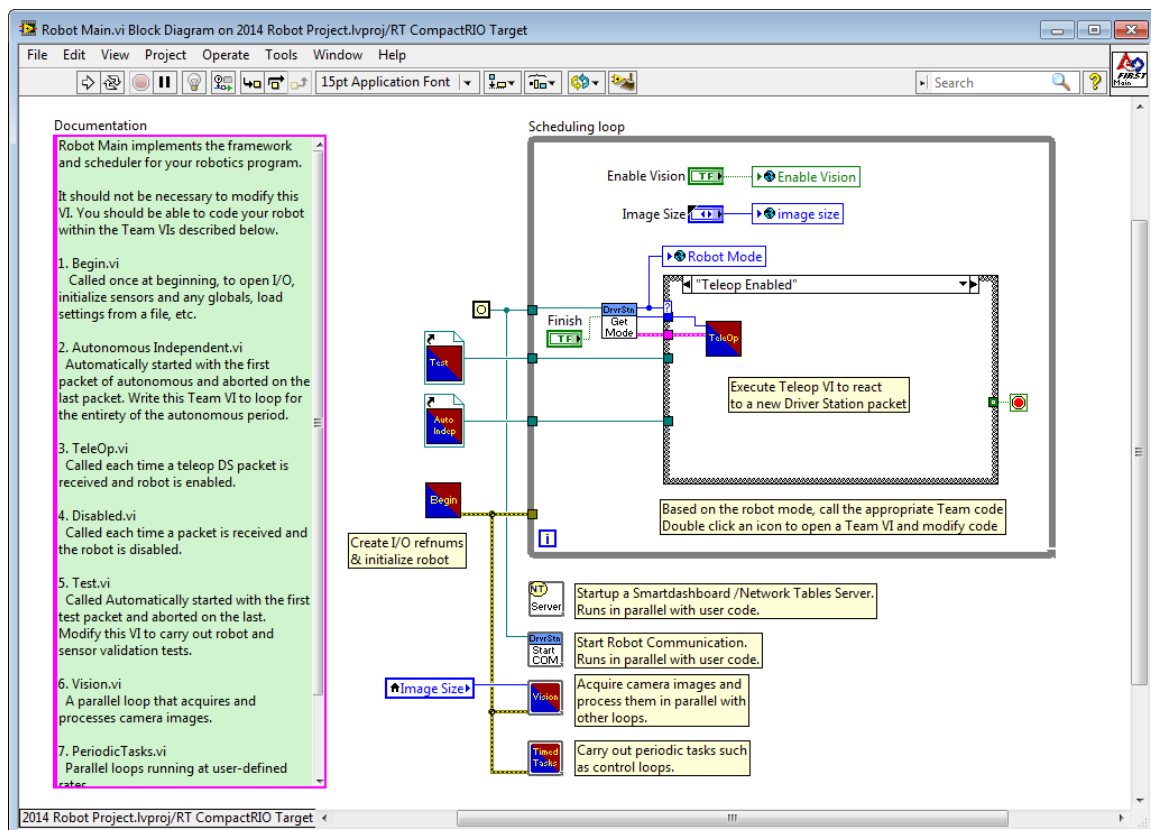 Robot Main.vi Block Diagram on 2014 Robot Project.lvproj/RT CompactRIO Target
File Edit View Project Operate Tools Window Help
15pt Application Font
Search
FIRST
Main
Documentation
Robot Main implements the framework
and scheduler for your robotics program.
It should not be necessary to modify this
VI. You should be able to code your robot
within the Team VIs described below.
1. Begin.vi
Called once at beginning, to open I/O,
initialize sensors and any globals, load
settings from a file, etc.
2. Autonomous Independent.vi
Automatically started with the first
packet of autonomous and aborted on the
last packet. Write this Team VI to loop for
the entirety of the autonomous period.
3. TeleOp.vi
Called each time a teleop DS packet is
received and robot is enabled.
4. Disabled.vi
Called each time a packet is received and
the robot is disabled.
5. Test.vi
Called Automatically started with the first
test packet and aborted on the last.
Modify this VI to carry out robot and
sensor validation tests.
6. Vision.vi
A parallel loop that acquires and
processes camera images.
7. PeriodicTasks.vi
Parallel loops running at user-defined
rates
Scheduling loop
Enable Vision
TF
Enable Vision
Image Size
image size
Robot Mode
"Teleop Enabled"
Finish
TF
DrvrStn
Get
Mode
?
TeleOp
Execute Teleop VI to react
to a new Driver Station packet
Test
Auto
Indep
Begin
Create I/O refnums
& initialize robot
Based on the robot mode, call the appropriate Team code
Double click an icon to open a Team VI and modify code
i
NT
Server
Startup a Smartdashboard /Network Tables Server.
Runs in parallel with user code.
DrvrStn
Start
COM
Start Robot Communication.
Runs in parallel with user code.
Image Size
Vision
Acquire camera images and
process them in parallel with
other loops.
Timed
Tasks
Carry out periodic tasks such
as control loops.
2014 Robot Project.lvproj/RT CompactRIO Target